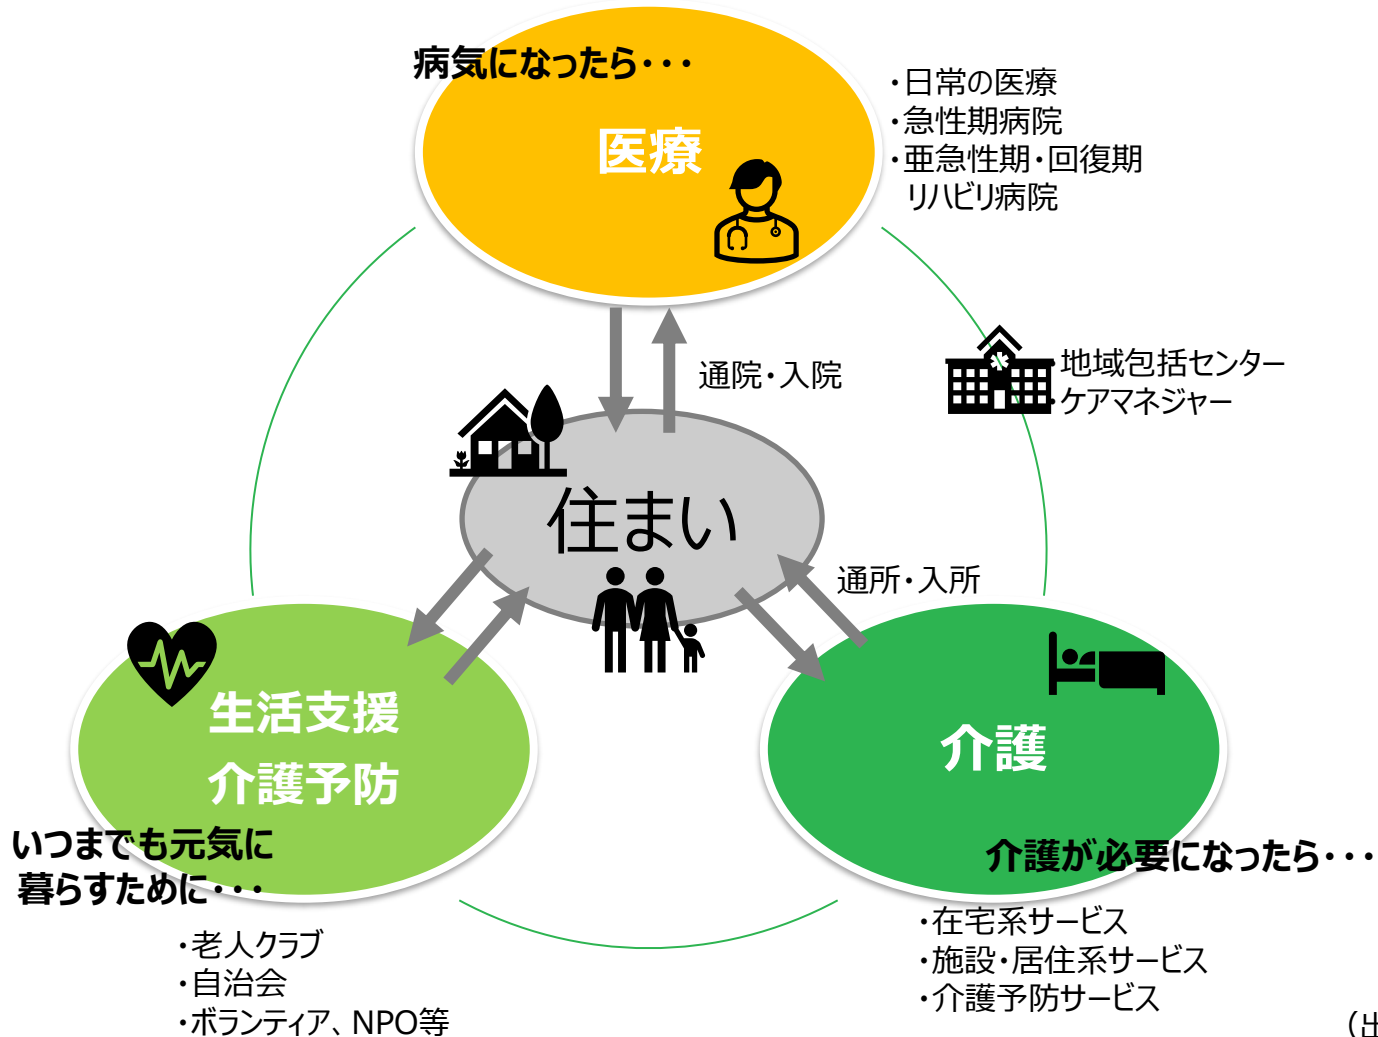 病気になったら・・・
医療
・日常の医療
・急性期病院
・亜急性期・回復期
リハビリ病院
通院・入院
・地域包括センター
・ケアマネジャー
住まい
通所・入所
生活支援
介護予防
いつまでも元気に
暮らすために・・・
・老人クラブ
・自治会
・ボランティア、NPO等
介護
介護が必要になったら・・・
・在宅系サービス
・施設・居住系サービス
・介護予防サービス